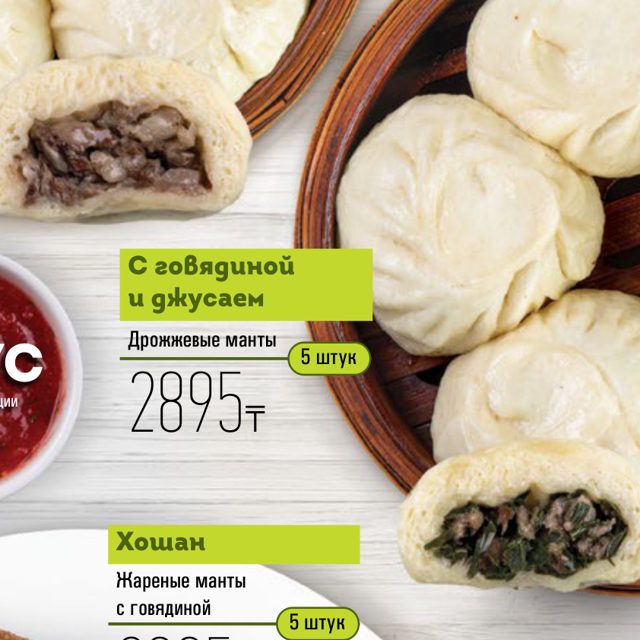 С говядиной
и джусаем
Дрожжевые манты
5 штук
2895₸
Хошан
Жареные манты
с говядиной
5 штук